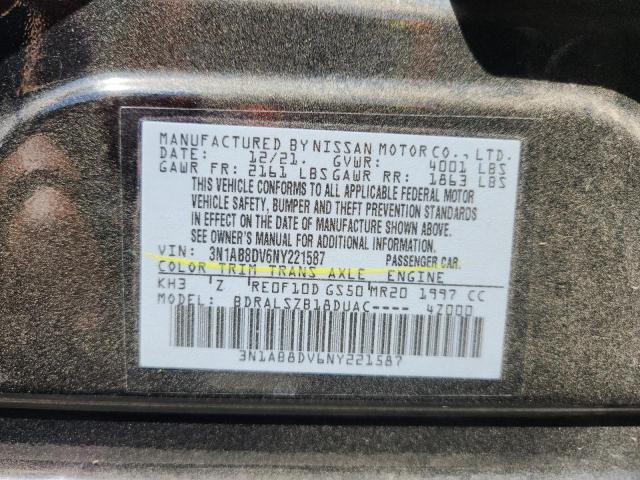 MANUFACTURED BY NISSAN MOTOR CO., LTD.
DATE: 12/21. GVWR: 4001 LBS
GAWR FR: 2161 LBS GAWR RR: 1863 LBS
THIS VEHICLE CONFORMS TO ALL APPLICABLE FEDERAL MOTOR
VEHICLE SAFETY, BUMPER AND THEFT PREVENTION STANDARDS
IN EFFECT ON THE DATE OF MANUFACTURE SHOWN ABOVE.
SEE OWNER'S MANUAL FOR ADDITIONAL INFORMATION.
VIN: 3N1AB8DV6NY221587 PASSENGER CAR.
COLOR TRIM TRANS AXLE ENGINE
KH3 'Z 'RE0F10D GS50 MR20 1997 CC
MODEL: BDRALSZB18DUAC---- 4Z000
3N1AB8DV6NY221587